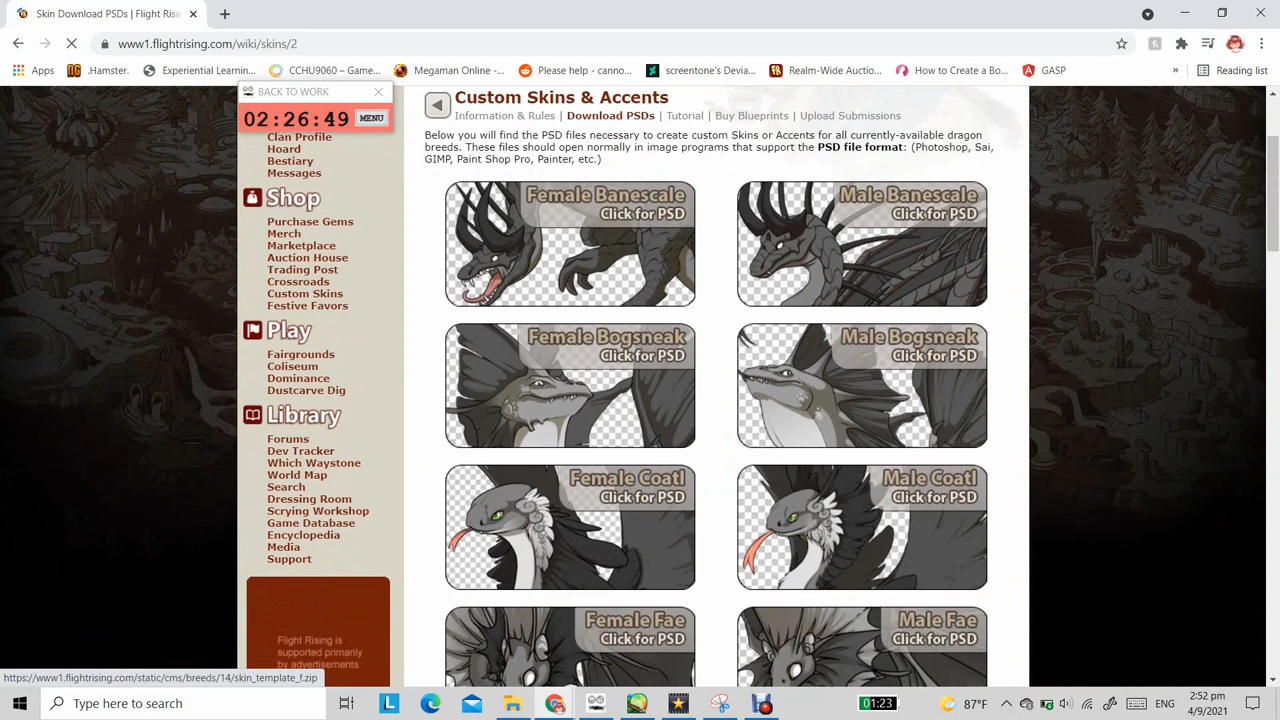 Skin Download PSDs | Flight Risi
www1.flightrising.com/wiki/skins/2
Apps
.Hamster.
Experiential Learnin...
CCHU9060 – Game...
Megaman Online -...
Please help - canno...
screentone's Devia...
Realm-Wide Auctio...
How to Create a Bo...
GASP
»
Reading list
BACK TO WORK
02:26:49 MENU
Clan Profile
Hoard
Bestiary
Messages
Shop
Purchase Gems
Merch
Marketplace
Auction House
Trading Post
Crossroads
Custom Skins
Festive Favors
Play
Fairgrounds
Coliseum
Dominance
Dustcarve Dig
Library
Forums
Dev Tracker
Which Waystone
World Map
Search
Dressing Room
Scrying Workshop
Game Database
Encyclopedia
Media
Support
Flight Rising is
supported primarily
by advertisements
Custom Skins & Accents
Information & Rules | Download PSDs | Tutorial | Buy Blueprints | Upload Submissions
Below you will find the PSD files necessary to create custom Skins or Accents for all currently-available dragon
breeds. These files should open normally in image programs that support the PSD file format: (Photoshop, Sai,
GIMP, Paint Shop Pro, Painter, etc.)
Female Banescale
Click for PSD
Male Banescale
Click for PSD
Female Bogsneak
Click for PSD
Male Bogsneak
Click for PSD
Female Coatl
Click for PSD
Male Coatl
Click for PSD
Female Fae
Click for PSD
Male Fae
Click for PSD
https://www1.flightrising.com/static/cms/breeds/14/skin_template_f.zip
Type here to search
01:23
87°F
ENG
2:52 pm
4/9/2021